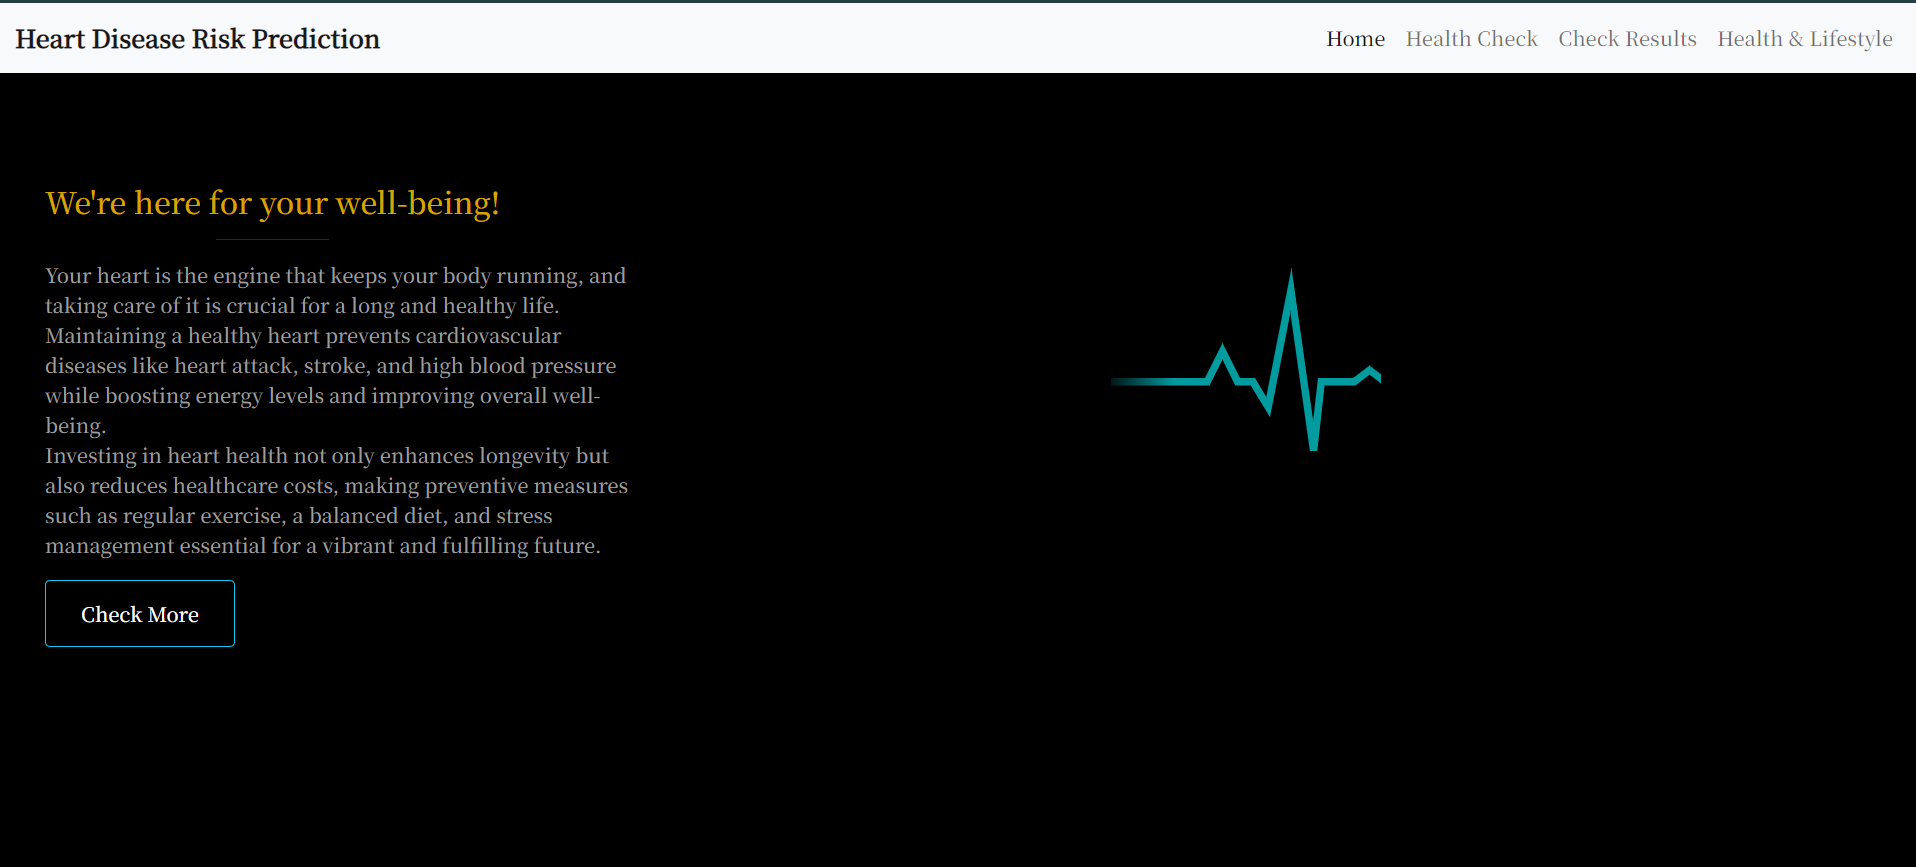 Heart Disease Risk Prediction
Home Health Check Check Results Health & Lifestyle
We're here for your well-being!
Your heart is the engine that keeps your body running, and
taking care of it is crucial for a long and healthy life.
Maintaining a healthy heart prevents cardiovascular
diseases like heart attack, stroke, and high blood pressure
while boosting energy levels and improving overall well-
being.
Investing in heart health not only enhances longevity but
also reduces healthcare costs, making preventive measures
such as regular exercise, a balanced diet, and stress
management essential for a vibrant and fulfilling future.
Check More